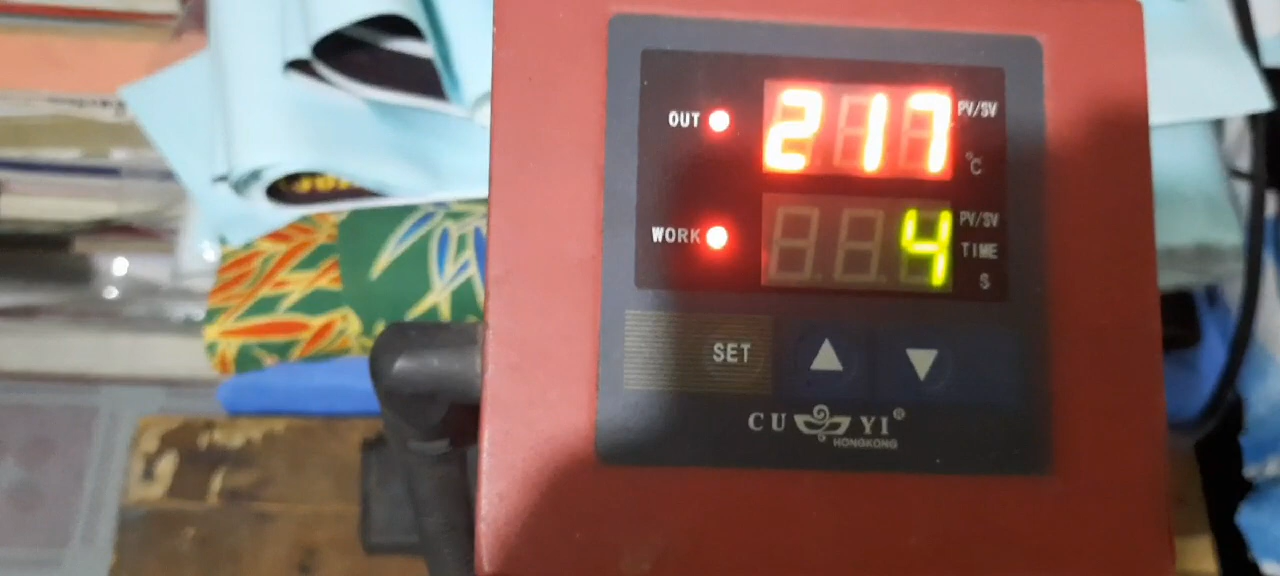 OUT 217 PV/SV
°C
WORK 4 PV/SV
TIME
S
SET
CU YI®
HONGKONG